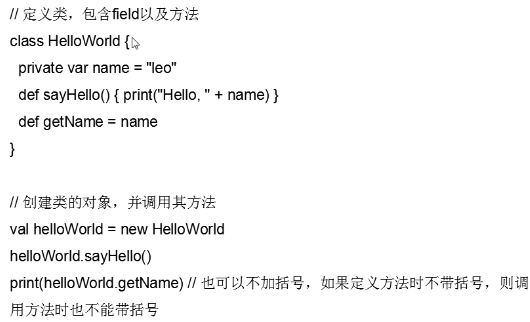 // 定义类，包含field以及方法
class HelloWorld {
private var name = "leo"
def sayHello() { print("Hello, " + name) }
def getName = name
}
// 创建类的对象，并调用其方法
val helloWorld = new HelloWorld
helloWorld.sayHello()
print(helloWorld.getName) // 也可以不加括号，如果定义方法时不带括号，则调
用方法时也不能带括号